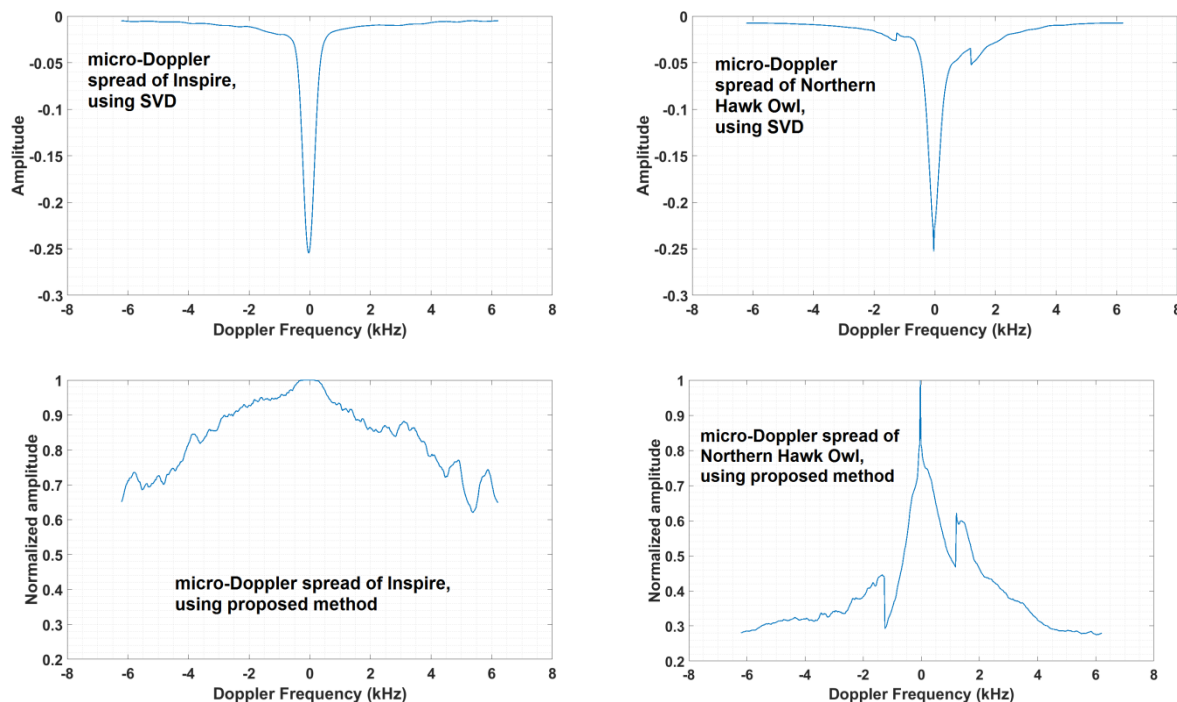 0
-0.05
-0.1
-0.15
-0.2
-0.25
-0.3
Amplitude
micro-Doppler
spread of Inspire,
using SVD
-8 -6 -4 -2 0 2 4 6 8
Doppler Frequency (kHz)
0
-0.05
-0.1
-0.15
-0.2
-0.25
-0.3
Amplitude
micro-Doppler
spread of Northern
Hawk Owl,
using SVD
-8 -6 -4 -2 0 2 4 6 8
Doppler Frequency (kHz)
1
0.9
0.8
0.7
0.6
0.5
0.4
0.3
0.2
Normalized amplitude
micro-Doppler spread of Inspire,
using proposed method
-8 -6 -4 -2 0 2 4 6 8
Doppler Frequency (kHz)
1
0.9
0.8
0.7
0.6
0.5
0.4
0.3
0.2
Normalized amplitude
micro-Doppler spread of
Northern Hawk Owl,
using proposed method
-8 -6 -4 -2 0 2 4 6 8
Doppler Frequency (kHz)